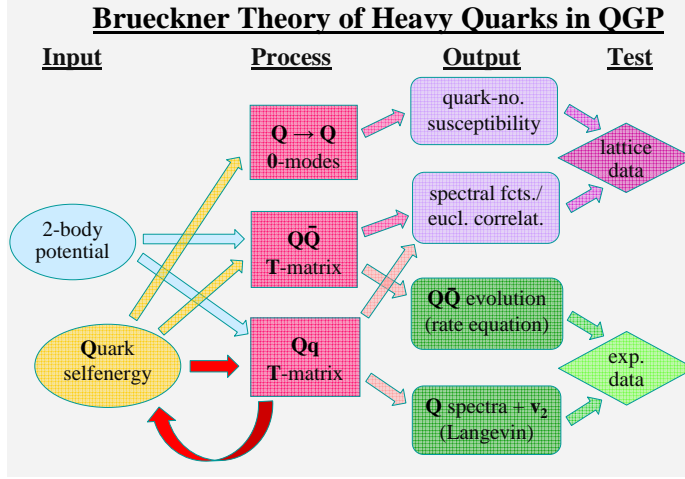 Brueckner Theory of Heavy Quarks in QGP
Input Process Output Test
quark-no.
susceptibility
Q → Q
0-modes
lattice
data
spectral fcts./
eucl. correlat.
2-body
potential
QQ̄
T-matrix
QQ̄ evolution
(rate equation)
Quark
selfenergy
Qq
T-matrix
exp.
data
Q spectra + v₂
(Langevin)